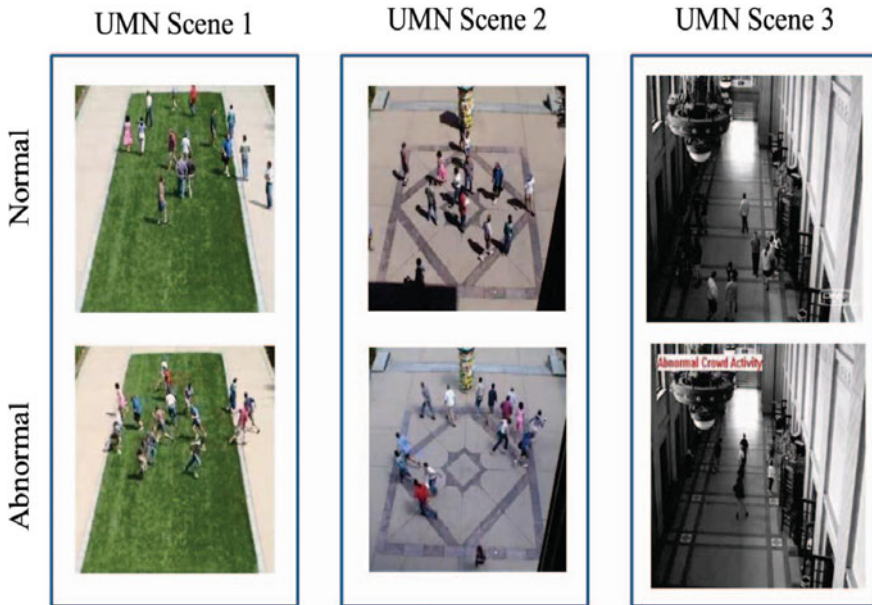 UMN Scene 1
UMN Scene 2
UMN Scene 3
Normal
Abnormal
Abnormal Crowd Activity